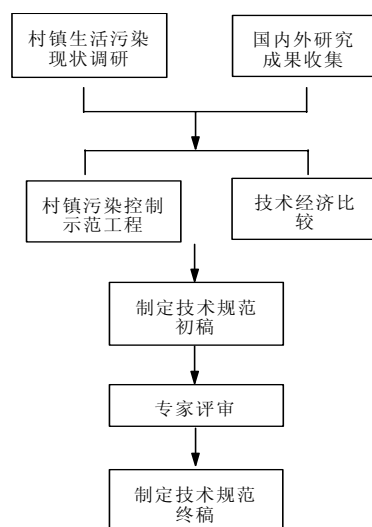 村镇生活污染
现状调研
国内外研究
成果收集
村镇污染控制
示范工程
技术经济比
较
制定技术规范
初稿
专家评审
制定技术规范
终稿